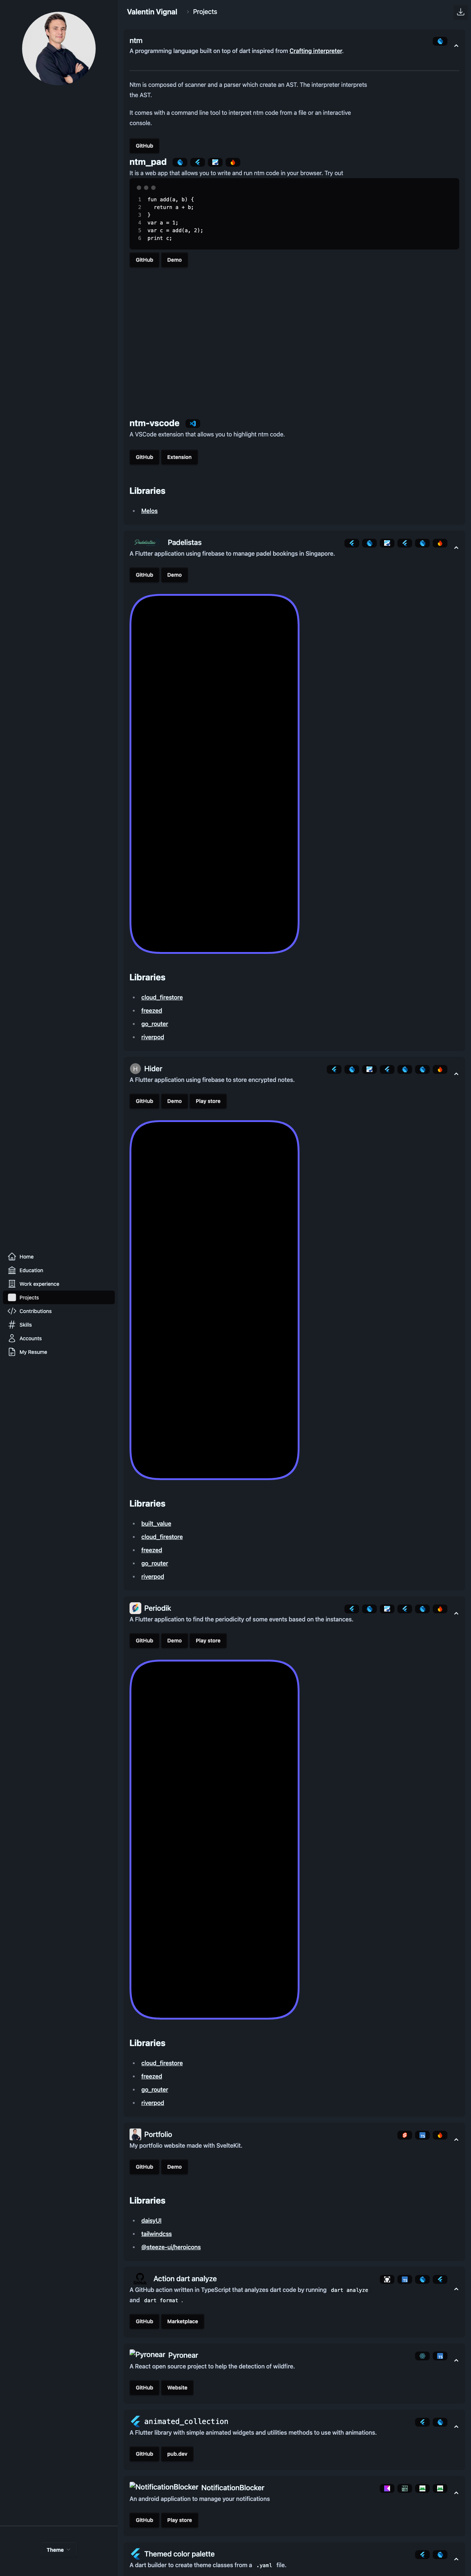 Valentin Vignal
Projects
ntm
A programming language built on top of dart inspired from Crafting interpreter.
Ntm is composed of scanner and a parser which create an AST. The interpreter interprets
the AST.
It comes with a command line tool to interpret ntm code from a file or an interactive
console.
GitHub
ntm_pad
It is a web app that allows you to write and run ntm code in your browser. Try out
1 fun add(a, b) {
2 return a + b;
3 }
4 var a = 1;
5 var c = add(a, 2);
6 print c;
GitHub Demo
ntm-vscode
A VSCode extension that allows you to highlight ntm code.
GitHub Extension
Libraries
Melos
Padelistas
A Flutter application using firebase to manage padel bookings in Singapore.
GitHub Demo
Libraries
cloud_firestore
freezed
go_router
riverpod
H Hider
A Flutter application using firebase to store encrypted notes.
GitHub Demo Play store
Home
Education
Work experience
Projects
Contributions
Skills
Accounts
My Resume
Libraries
built_value
cloud_firestore
freezed
go_router
riverpod
Periodik
A Flutter application to find the periodicity of some events based on the instances.
GitHub Demo Play store
Libraries
cloud_firestore
freezed
go_router
riverpod
Portfolio
My portfolio website made with SvelteKit.
GitHub Demo
Libraries
daisyUI
tailwindcss
@steeze-ui/heroicons
Action dart analyze
A GitHub action written in TypeScript that analyzes dart code by running dart analyze
and dart format .
GitHub Marketplace
Pyronear Pyronear
A React open source project to help the detection of wildfire.
GitHub Website
animated_collection
A Flutter library with simple animated widgets and utilities methods to use with animations.
GitHub pub.dev
NotificationBlocker NotificationBlocker
An android application to manage your notifications
GitHub Play store
Theme
Themed color palette
A dart builder to create theme classes from a .yaml file.